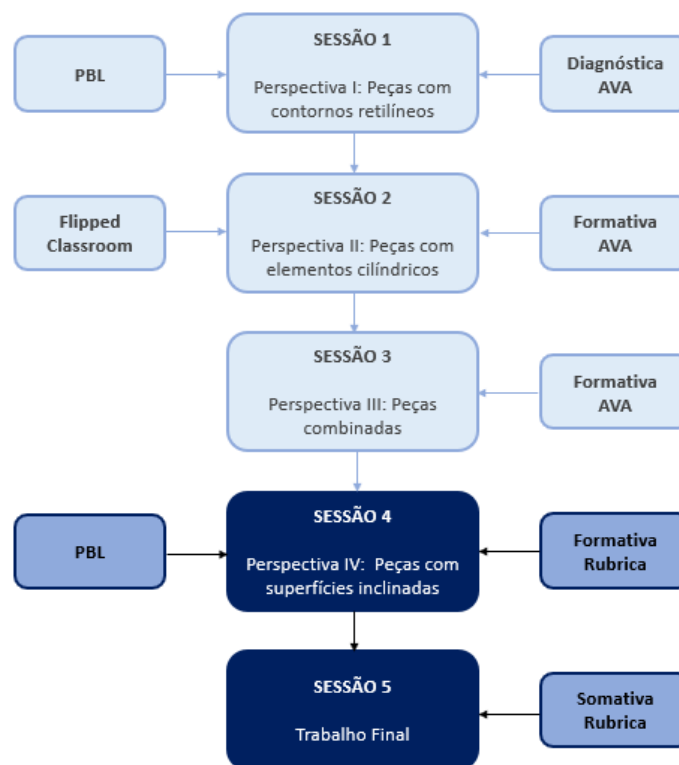 SESSÃO 1
PBL
Perspectiva I: Peças com
contornos retilíneos
Diagnóstica
AVA
SESSÃO 2
Flipped
Classroom
Perspectiva II: Peças com
elementos cilíndricos
Formativa
AVA
SESSÃO 3
Perspectiva III: Peças
combinadas
Formativa
AVA
SESSÃO 4
PBL
Perspectiva IV:  Peças com
superfícies inclinadas
Formativa
Rubrica
SESSÃO 5
Trabalho Final
Somativa
Rubrica